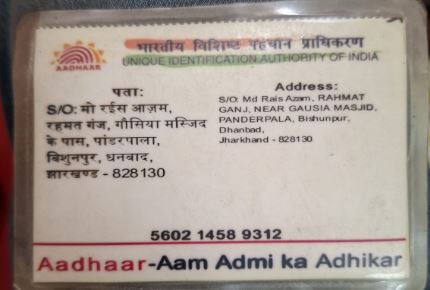 भारतीय विशिष्ट पहचान प्राधिकरण
AADHAAR
UNIQUE IDENTIFICATION AUTHORITY OF INDIA
पता:
S/O: मो रईस आज़म,
रहमत गंज, गौसिया मस्जिद
के पास, पांडरपाला,
बिशुनपुर, धनबाद,
झारखण्ड - 828130
Address:
S/O: Md Rais Azam, RAHMAT
GANJ, NEAR GAUSIA MASJID,
PANDERPALA, Bishunpur,
Dhanbad,
Jharkhand - 828130
5602 1458 9312
Aadhaar-Aam Admi ka Adhikar